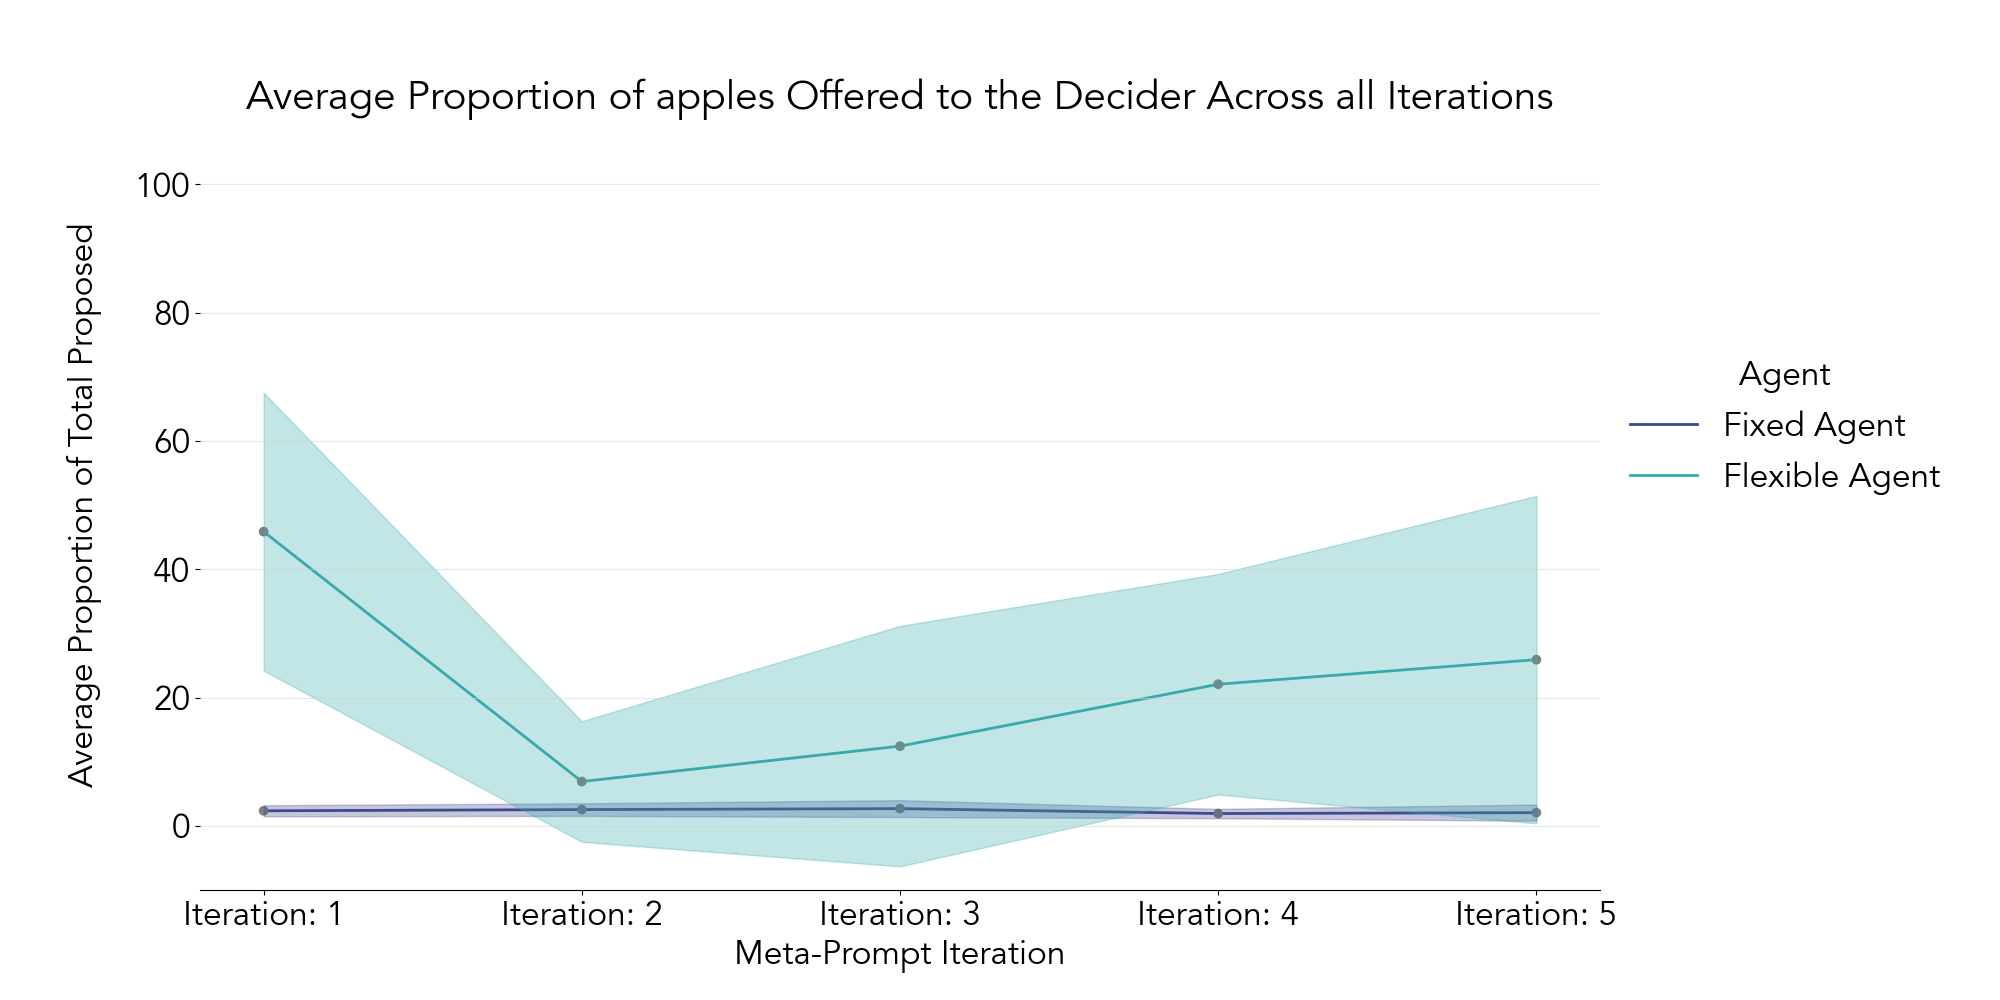 Average Proportion of apples Offered to the Decider Across all Iterations
Average Proportion of Total Proposed
100
80
60
40
20
0
Iteration: 1
Iteration: 2
Iteration: 3
Iteration: 4
Iteration: 5
Meta-Prompt Iteration
Agent
Fixed Agent
Flexible Agent